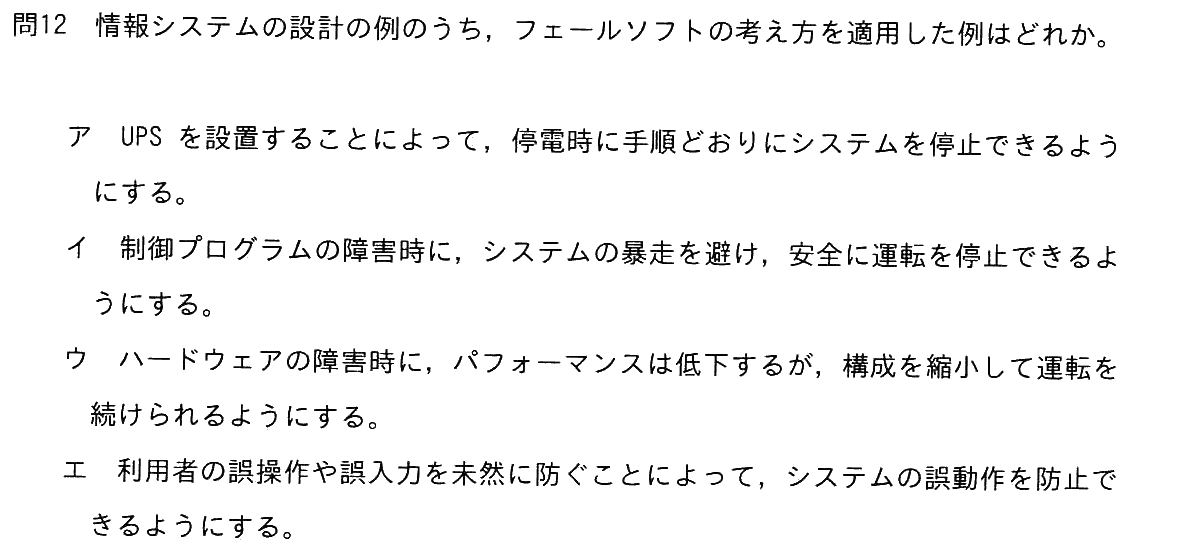 問12 情報システムの設計の例のうち，フェールソフトの考え方を適用した例はどれか。
ア UPS を設置することによって，停電時に手順どおりにシステムを停止できるよう
にする。
イ 制御プログラムの障害時に，システムの暴走を避け，安全に運転を停止できるよ
うにする。
ウ ハードウェアの障害時に，パフォーマンスは低下するが，構成を縮小して運転を
続けられるようにする。
エ 利用者の誤操作や誤入力を未然に防ぐことによって，システムの誤動作を防止で
きるようにする。